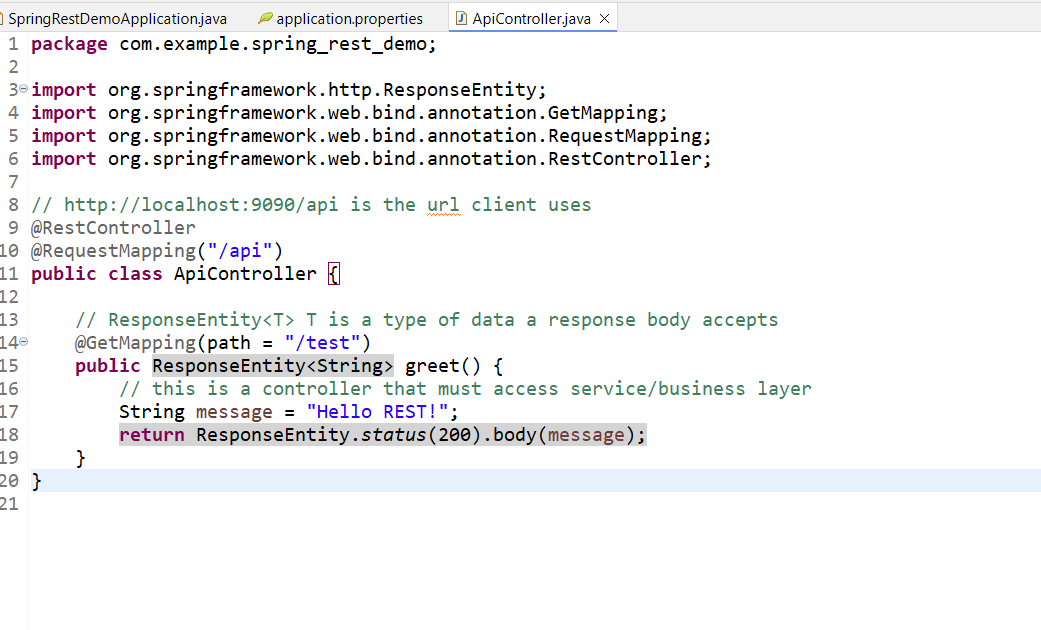 SpringRestDemoApplication.java application.properties ApiController.java
1 package com.example.spring_rest_demo;
2
3 import org.springframework.http.ResponseEntity;
4 import org.springframework.web.bind.annotation.GetMapping;
5 import org.springframework.web.bind.annotation.RequestMapping;
6 import org.springframework.web.bind.annotation.RestController;
7
8 // http://localhost:9090/api is the url client uses
9 @RestController
10 @RequestMapping("/api")
11 public class ApiController {
12
13     // ResponseEntity<T> T is a type of data a response body accepts
14     @GetMapping(path = "/test")
15     public ResponseEntity<String> greet() {
16         // this is a controller that must access service/business layer
17         String message = "Hello REST!";
18         return ResponseEntity.status(200).body(message);
19     }
20 }
21